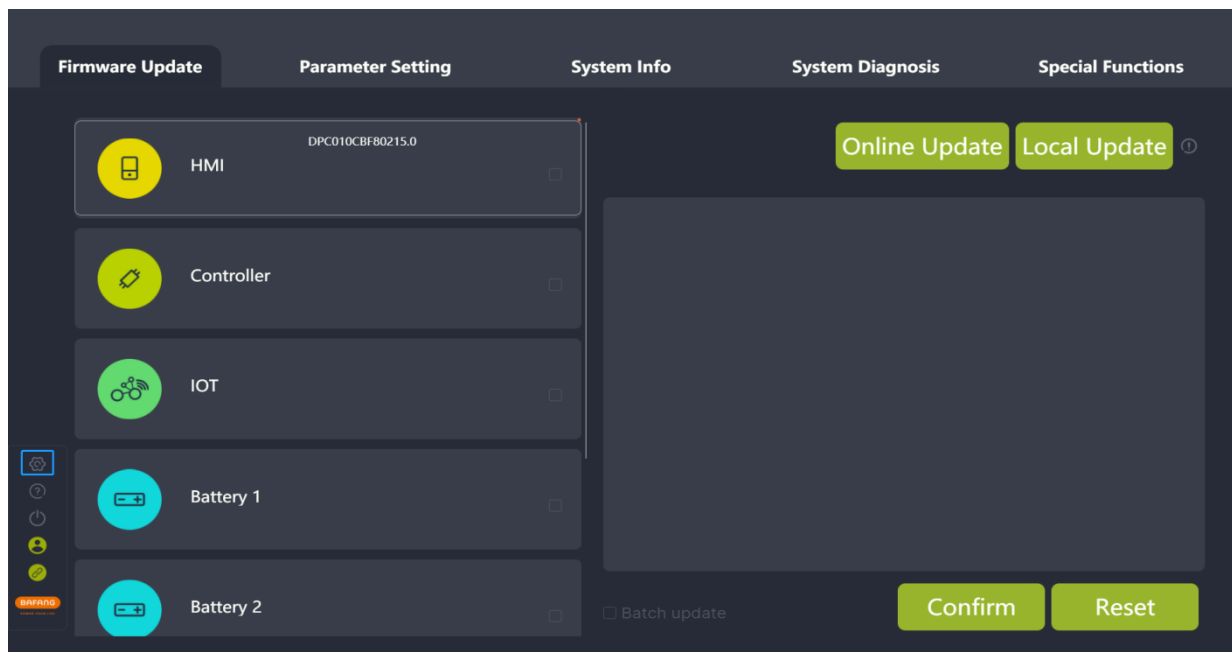 Firmware Update
Parameter Setting
System Info
System Diagnosis
Special Functions
DPC010CBF80215.0
HMI
Online Update
Local Update
Controller
IOT
Battery 1
Battery 2
BAFANG
Batch update
Confirm
Reset